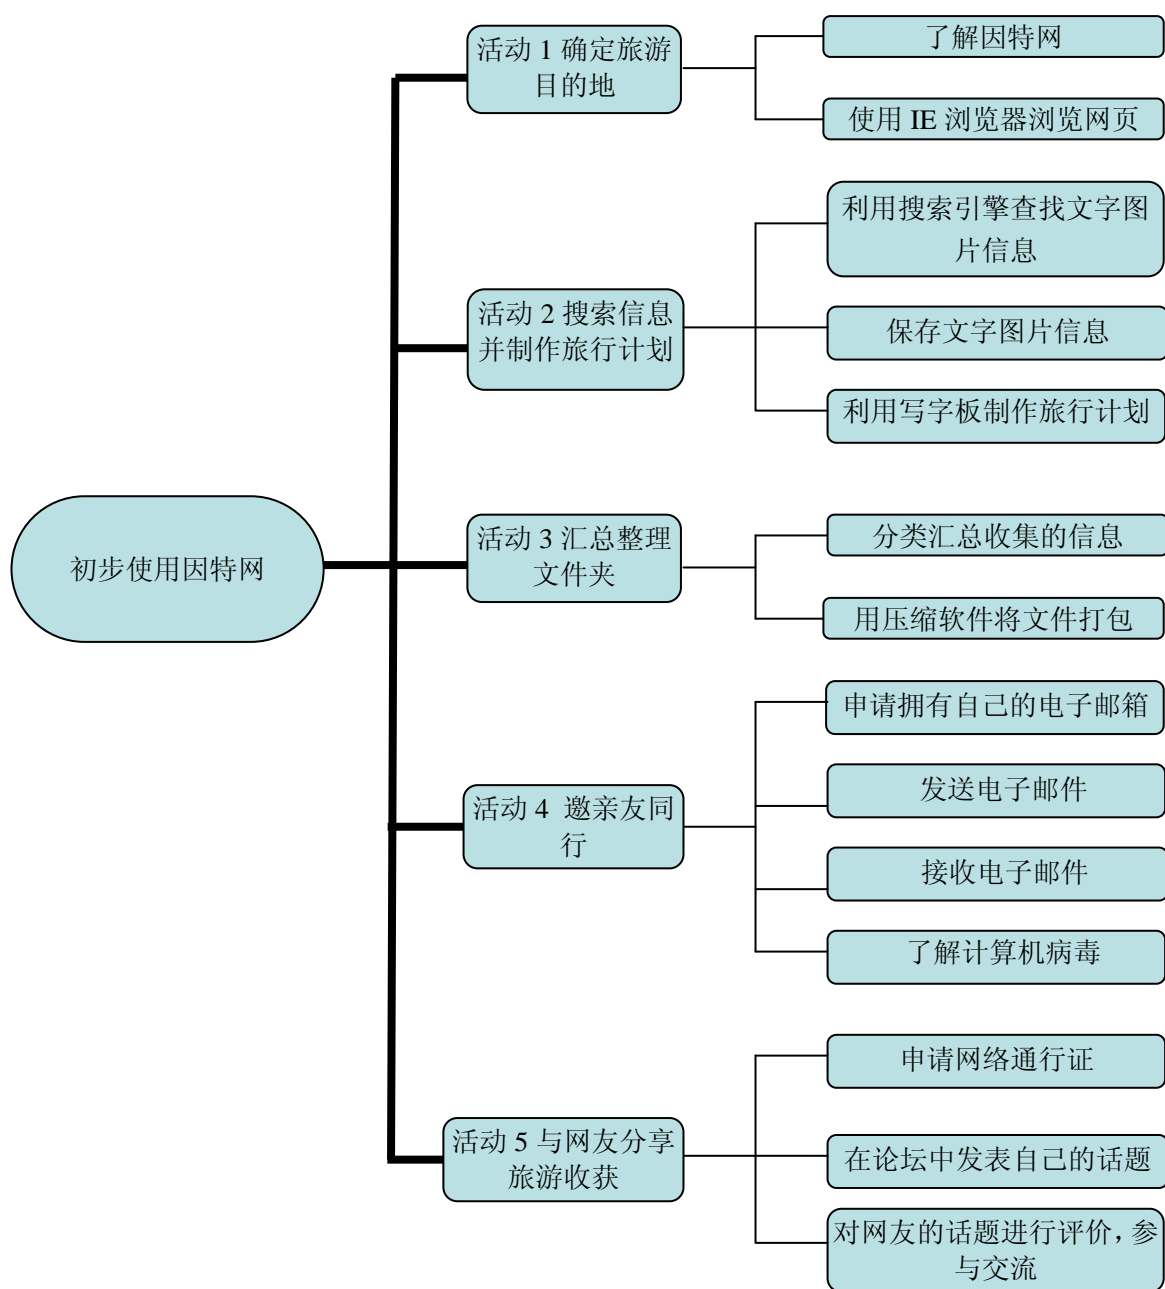 活动 1 确定旅游
目的地
了解因特网
使用 IE 浏览器浏览网页
活动 2 搜索信息
并制作旅行计划
利用搜索引擎查找文字图
片信息
保存文字图片信息
利用写字板制作旅行计划
初步使用因特网
活动 3 汇总整理
文件夹
分类汇总收集的信息
用压缩软件将文件打包
活动 4 邀亲友同
行
申请拥有自己的电子邮箱
发送电子邮件
接收电子邮件
了解计算机病毒
活动 5 与网友分享
旅游收获
申请网络通行证
在论坛中发表自己的话题
对网友的话题进行评价，参
与交流